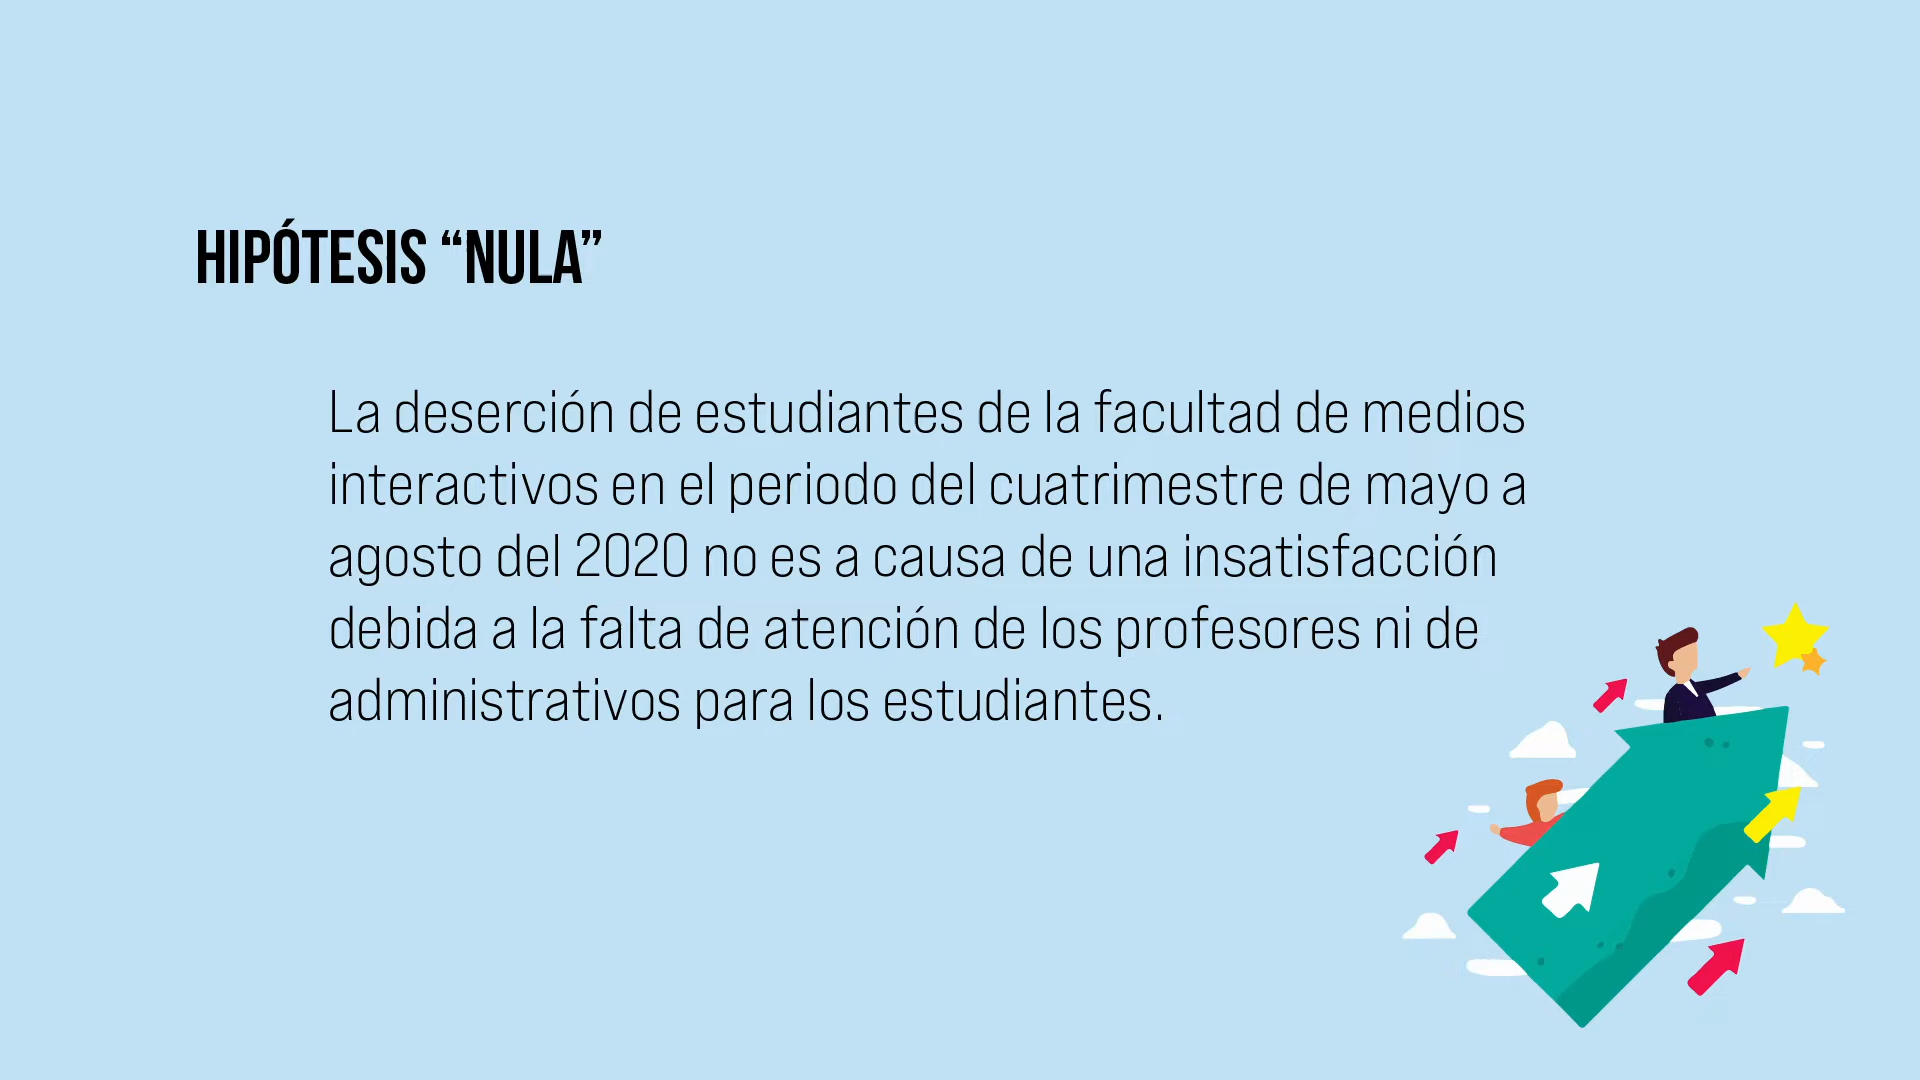 HIPÓTESIS “NULA”
La deserción de estudiantes de la facultad de medios
interactivos en el periodo del cuatrimestre de mayo a
agosto del 2020 no es a causa de una insatisfacción
debida a la falta de atención de los profesores ni de
administrativos para los estudiantes.